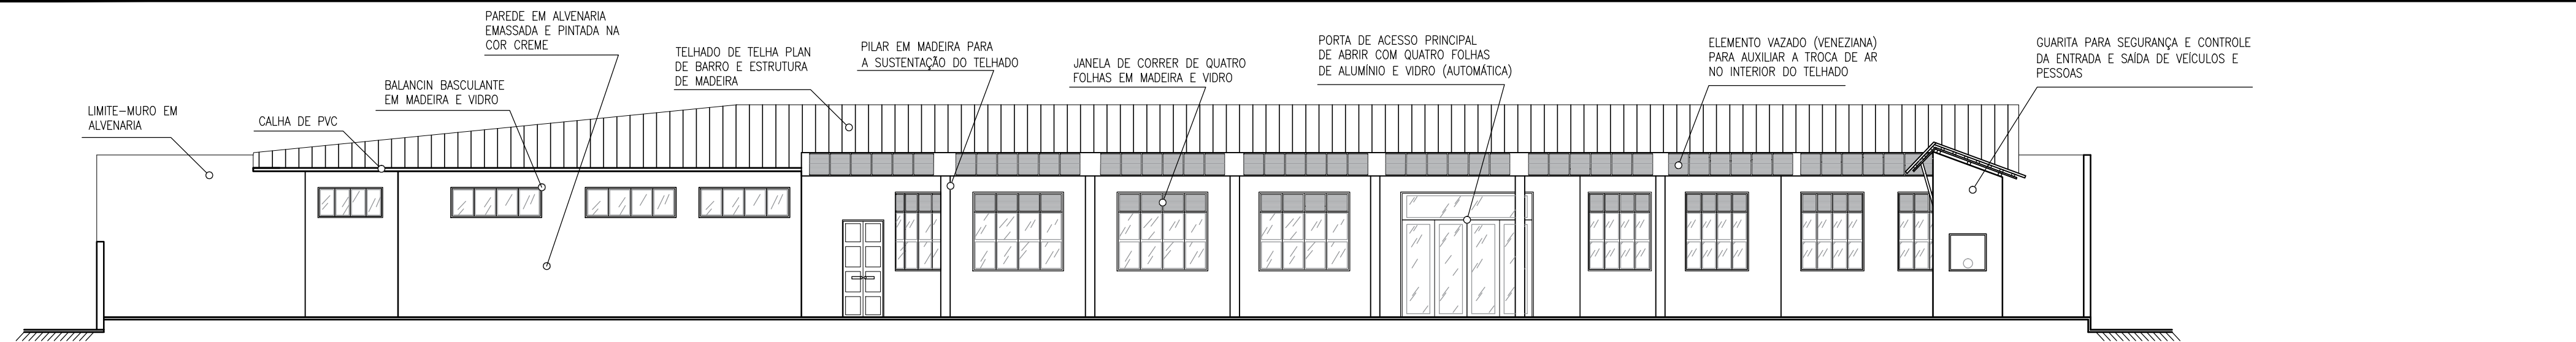 LIMITE-MURO EM
ALVENARIA
CALHA DE PVC
BALANCIN BASCULANTE
EM MADEIRA E VIDRO
PAREDE EM ALVENARIA
EMASSADA E PINTADA NA
COR CREME
TELHADO DE TELHA PLAN
DE BARRO E ESTRUTURA
DE MADEIRA
PILAR EM MADEIRA PARA
A SUSTENTAÇÃO DO TELHADO
JANELA DE CORRER DE QUATRO
FOLHAS EM MADEIRA E VIDRO
PORTA DE ACESSO PRINCIPAL
DE ABRIR COM QUATRO FOLHAS
DE ALUMÍNIO E VIDRO (AUTOMÁTICA)
ELEMENTO VAZADO (VENEZIANA)
PARA AUXILIAR A TROCA DE AR
NO INTERIOR DO TELHADO
GUARITA PARA SEGURANÇA E CONTROLE
DA ENTRADA E SAÍDA DE VEÍCULOS E
PESSOAS